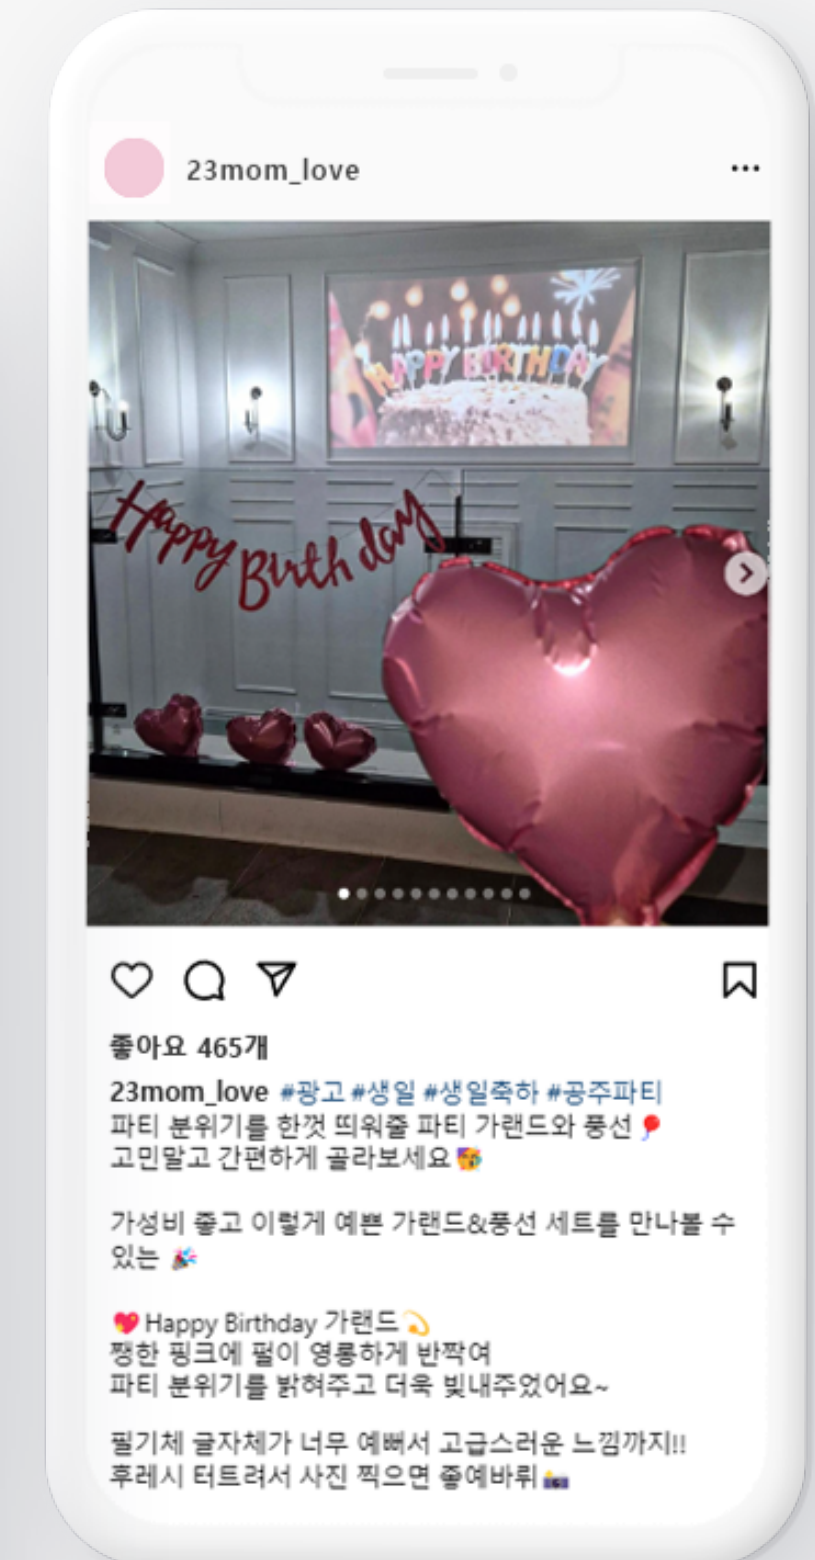 23mom_love
HAPPY BIRTHDAY
Happy Birthday
좋아요 465개
23mom_love #광고 #생일 #생일축하 #공주파티
파티 분위기를 한껏 띄워줄 파티 가랜드와 풍선🎈
고민말고 간편하게 골라보세요🥳
가성비 좋고 이렇게 예쁜 가랜드&풍선 세트를 만나볼 수
있는 🎉
💖Happy Birthday 가랜드💫
쨍한 핑크에 펄이 영롱하게 반짝여
파티 분위기를 밝혀주고 더욱 빛내주었어요~
필기체 글자체가 너무 예뻐서 고급스러운 느낌까지!!
후레시 터트려서 사진 찍으면 좋예바뤼📸